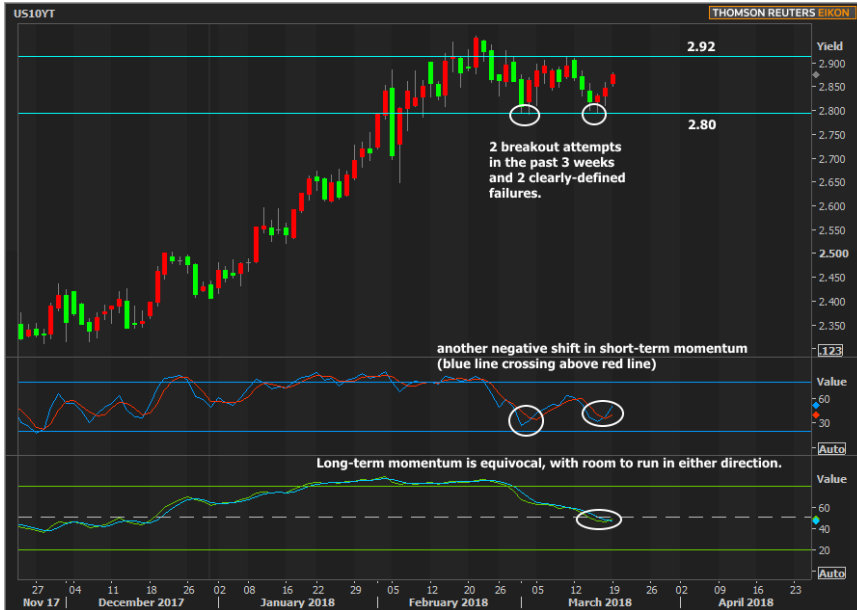 US10YT
THOMSON REUTERS EIKON
2.92
Yield
2.900
2.850
2.800
2.80
2 breakout attempts
in the past 3 weeks
and 2 clearly-defined
failures.
2.750
2.700
2.650
2.600
2.550
2.500
2.450
2.400
2.350
.123
another negative shift in short-term momentum
(blue line crossing above red line)
Value
60
30
Auto
Long-term momentum is equivocal, with room to run in either direction.
Value
60
40
20
Auto
27 04 11 18 26 02 08 16 22 29 05 12 20 26 05 12 19 26 02 09 16 23
Nov 17 December 2017 January 2018 February 2018 March 2018 April 2018